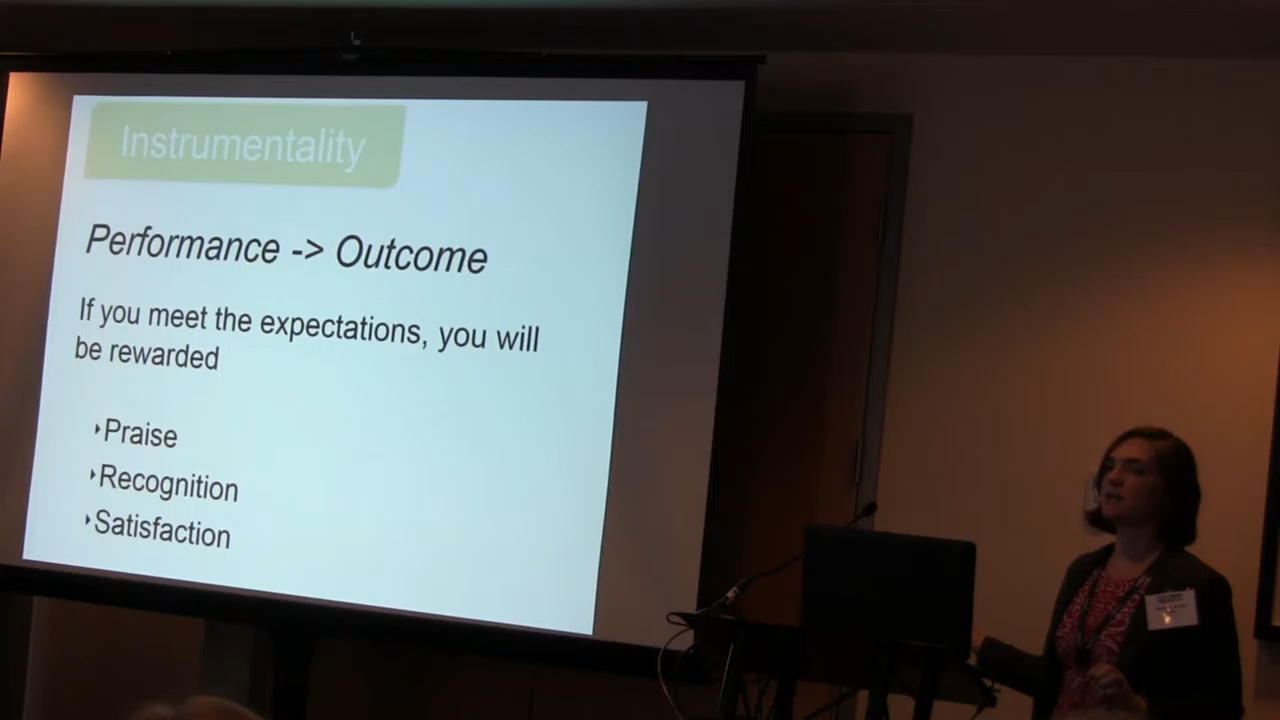 Instrumentality
Performance -> Outcome
If you meet the expectations, you will
be rewarded
‣Praise
‣Recognition
‣Satisfaction